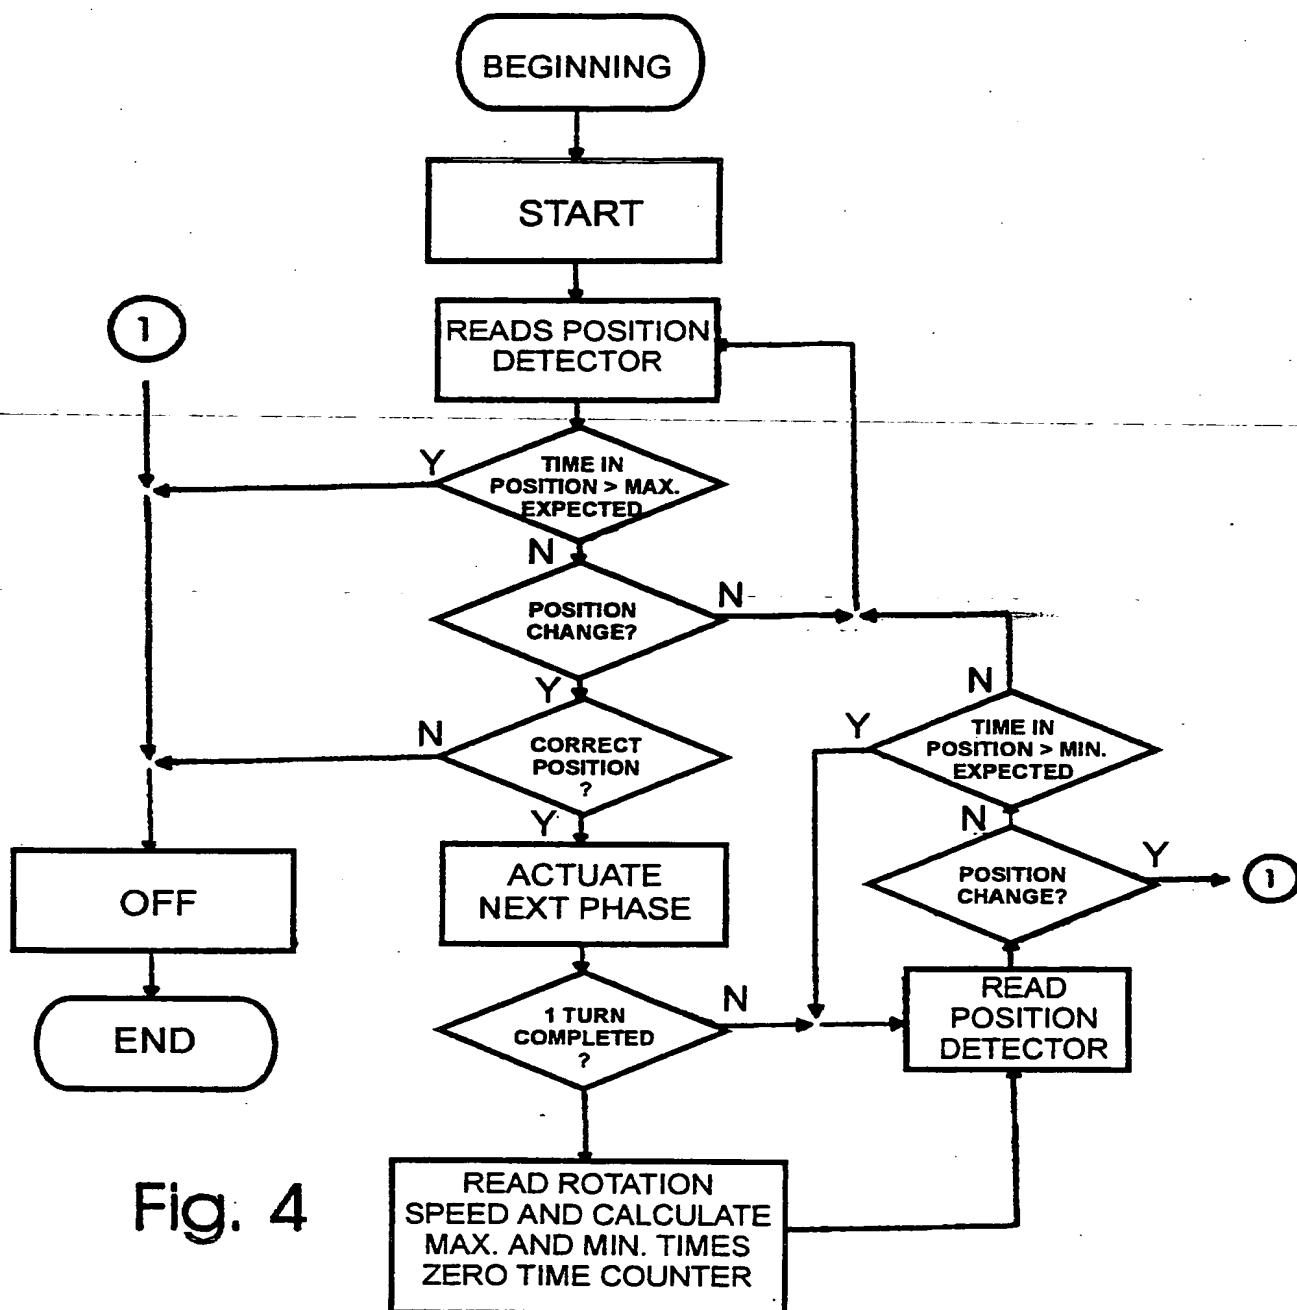 BEGINNING
START
1
READS POSITION
DETECTOR
Y
TIME IN
POSITION > MAX.
EXPECTED
N
POSITION
CHANGE?
N
Y
N
CORRECT
POSITION
?
Y
N
Y
TIME IN
POSITION > MIN.
EXPECTED
N
POSITION
CHANGE?
Y
1
OFF
ACTUATE
NEXT PHASE
END
1 TURN
COMPLETED
?
N
READ
POSITION
DETECTOR
READ ROTATION
SPEED AND CALCULATE
MAX. AND MIN. TIMES
ZERO TIME COUNTER
Fig. 4